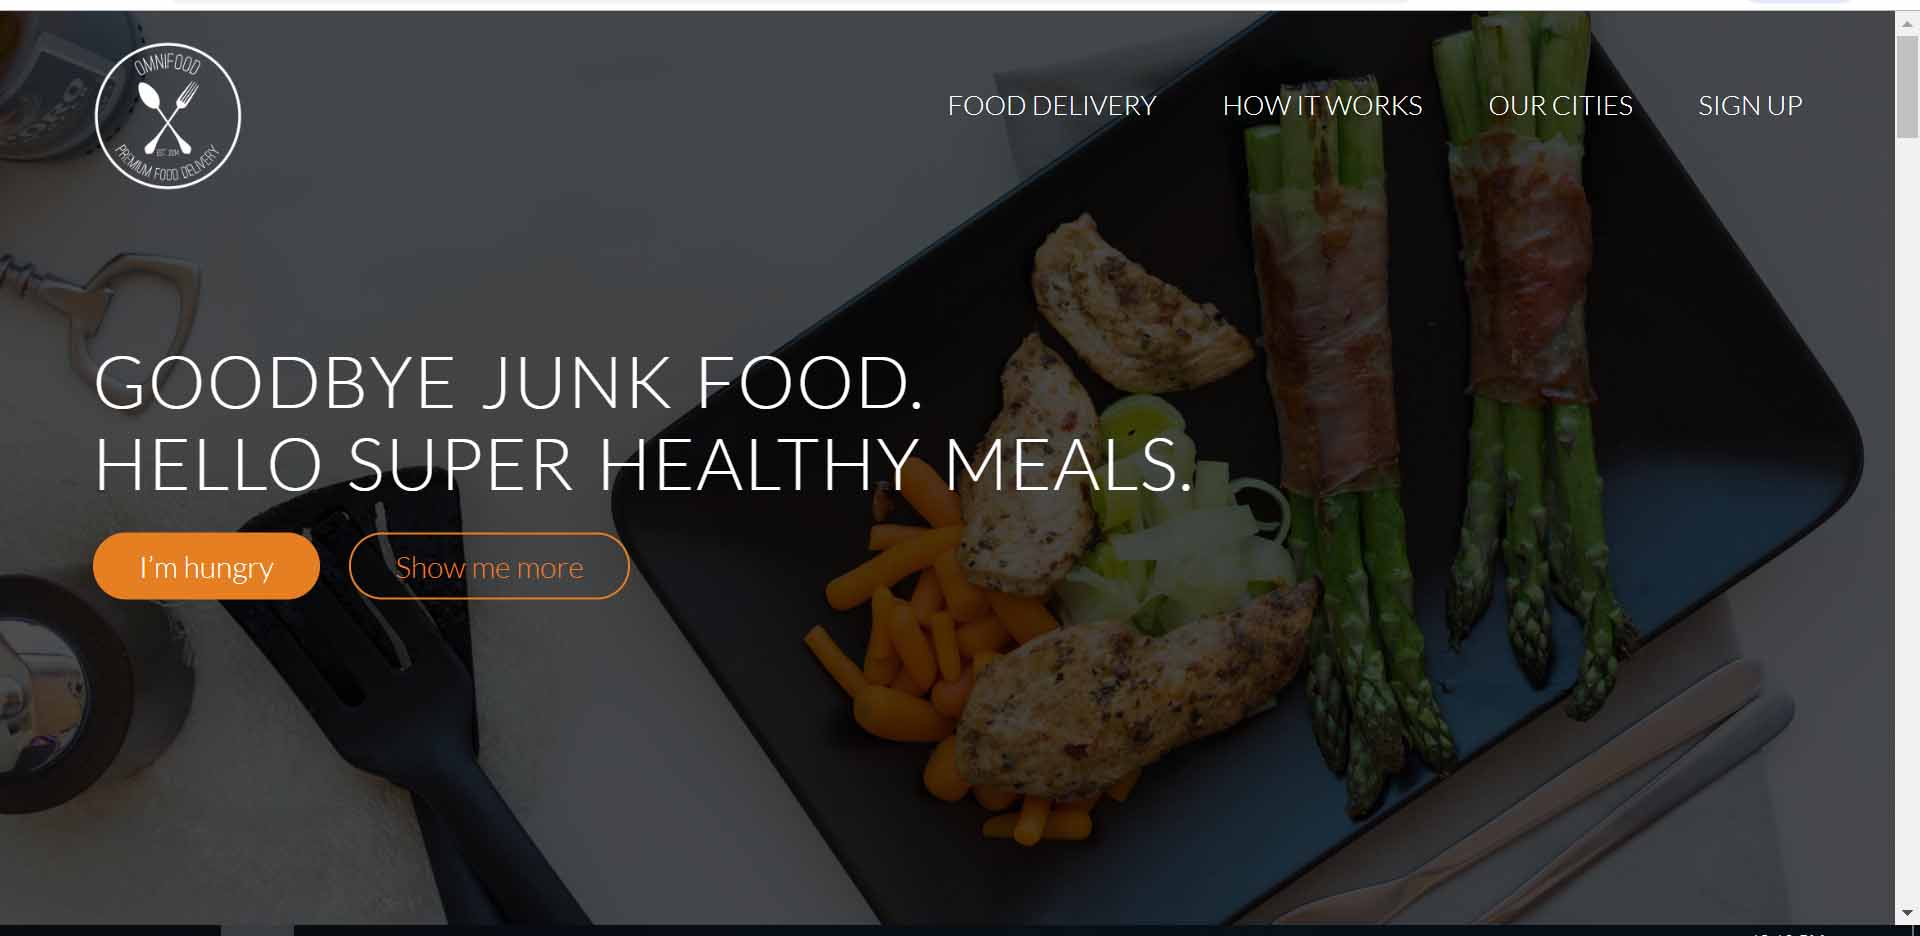 OMNIFOOD
EST. 2014
PREMIUM FOOD DELIVERY
FOOD DELIVERY
HOW IT WORKS
OUR CITIES
SIGN UP
GOODBYE JUNK FOOD.
HELLO SUPER HEALTHY MEALS.
I'm hungry
Show me more